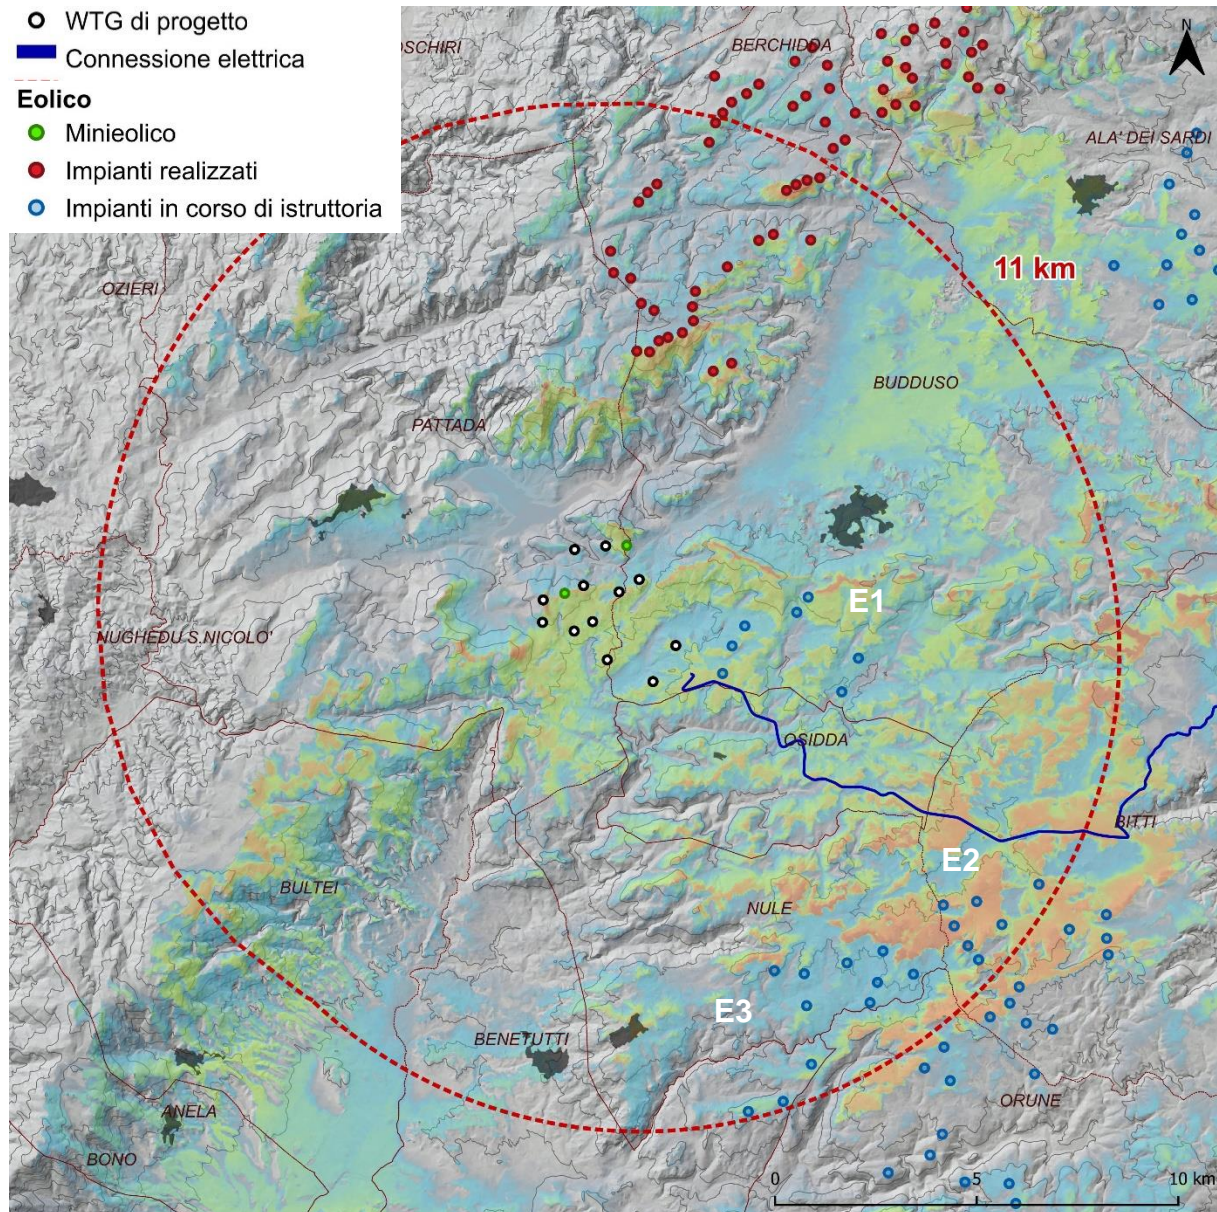 WTG di progetto
Connessione elettrica
Eolico
Minieolico
Impianti realizzati
Impianti in corso di istruttoria
OSCHIRI
BERCHIDDA
N
ALA' DEI SARDI
11 km
OZIERI
BUDDUSO
PATTADA
E1
NUGHEDU S.NICOLO'
OSIDDA
BITTI
E2
BULTEI
NULE
E3
BENETUTTI
ORUNE
ANELA
BONO
0 5 10 km